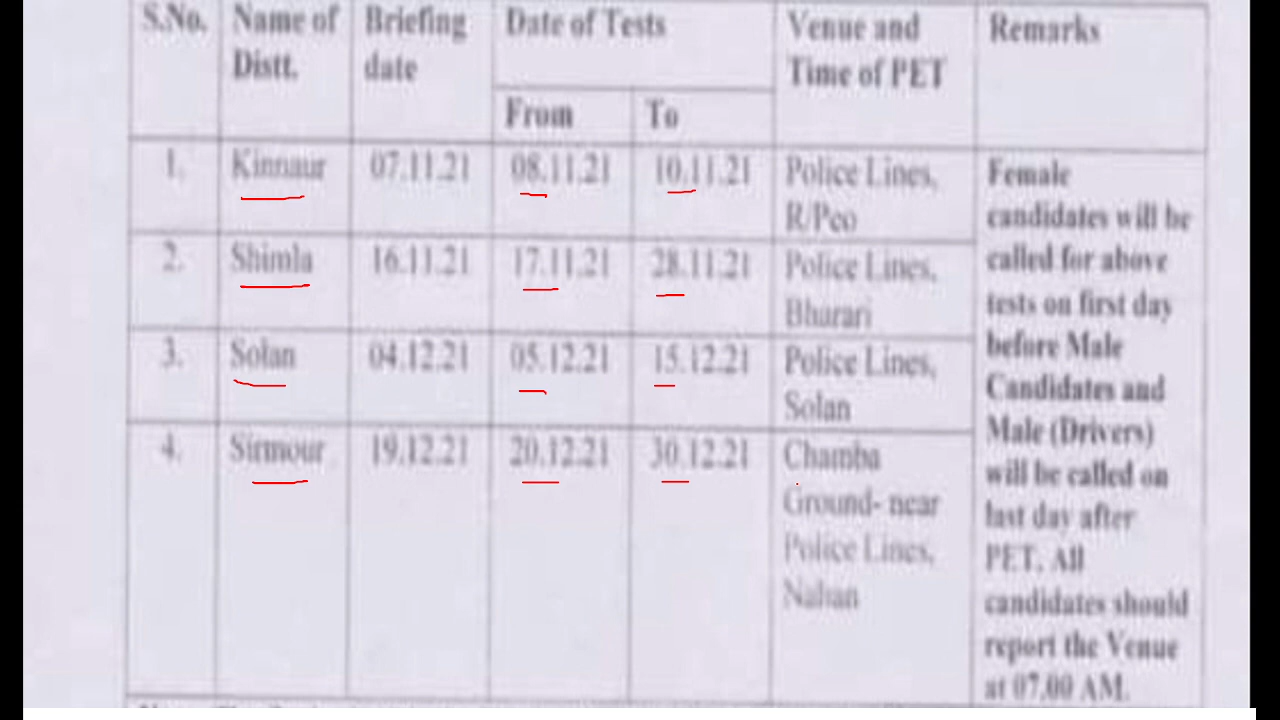 S.No. Name of Distt. Briefing date Date of Tests Venue and Time of PET Remarks
From To
1. Kinnaur 07.11.21 08.11.21 10.11.21 Police Lines, R/Peo
2. Shimla 16.11.21 17.11.21 28.11.21 Police Lines, Bharari
3. Solan 04.12.21 05.12.21 15.12.21 Police Lines, Solan
4. Sirmour 19.12.21 20.12.21 30.12.21 Chamba Ground- near Police Lines, Nahan
Female
candidates will be
called for above
tests on first day
before Male
Candidates and
Male (Drivers)
will be called on
last day after
PET. All
candidates should
report the Venue
at 07.00 AM.